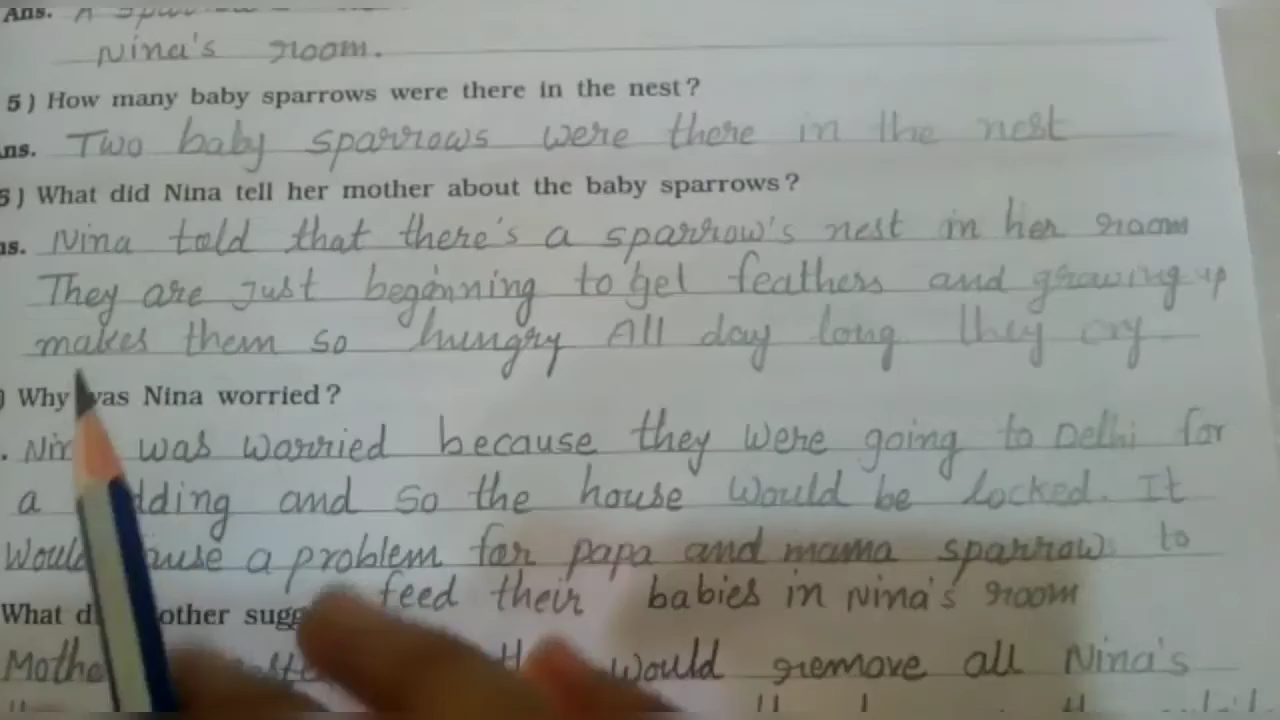 Ans. A
Nina's room.
5) How many baby sparrows were there in the nest?
ns. Two baby sparrows were there in the nest
6) What did Nina tell her mother about the baby sparrows?
ns. Nina told that there's a sparrow's nest in her room
They are just beginning to get feathers and growing up
makes them so hungry All day long they cry
) Why was Nina worried?
. was worried because they were going to Delhi for
a and so the house would be locked. It
would a problem for papa and mama sparrow to
feed their babies in Nina's room
What
would remove all Nina's